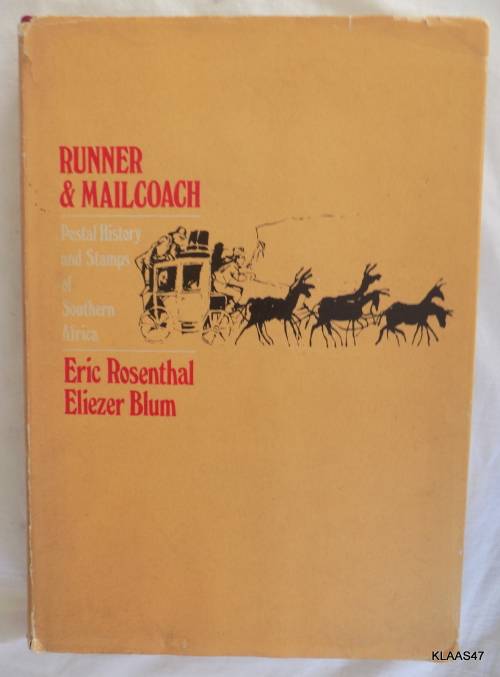 RUNNER
& MAILCOACH
Postal History
and Stamps
of
Southern
Africa
Eric Rosenthal
Eliezer Blum
KLAAS47